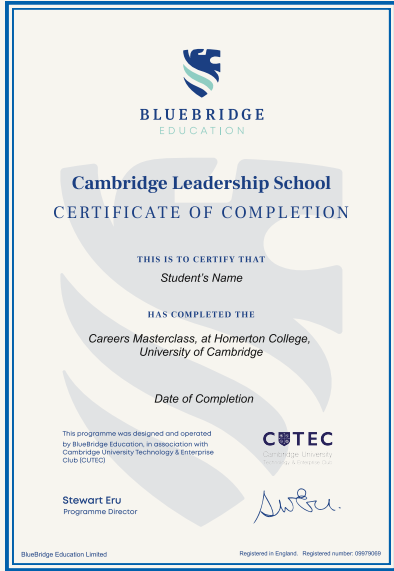 BLUEBRIDGE
EDUCATION
Cambridge Leadership School
CERTIFICATE OF COMPLETION
THIS IS TO CERTIFY THAT
Student's Name
HAS COMPLETED THE
Careers Masterclass, at Homerton College,
University of Cambridge
Date of Completion
This programme was designed and operated
by BlueBridge Education, in association with
Cambridge University Technology & Enterprise
Club (CUTEC)
CUTEC
Cambridge University
Technology & Enterprise Club
Stewart Eru
Programme Director
BlueBridge Education Limited
Registered in England. Registered number: 09979069